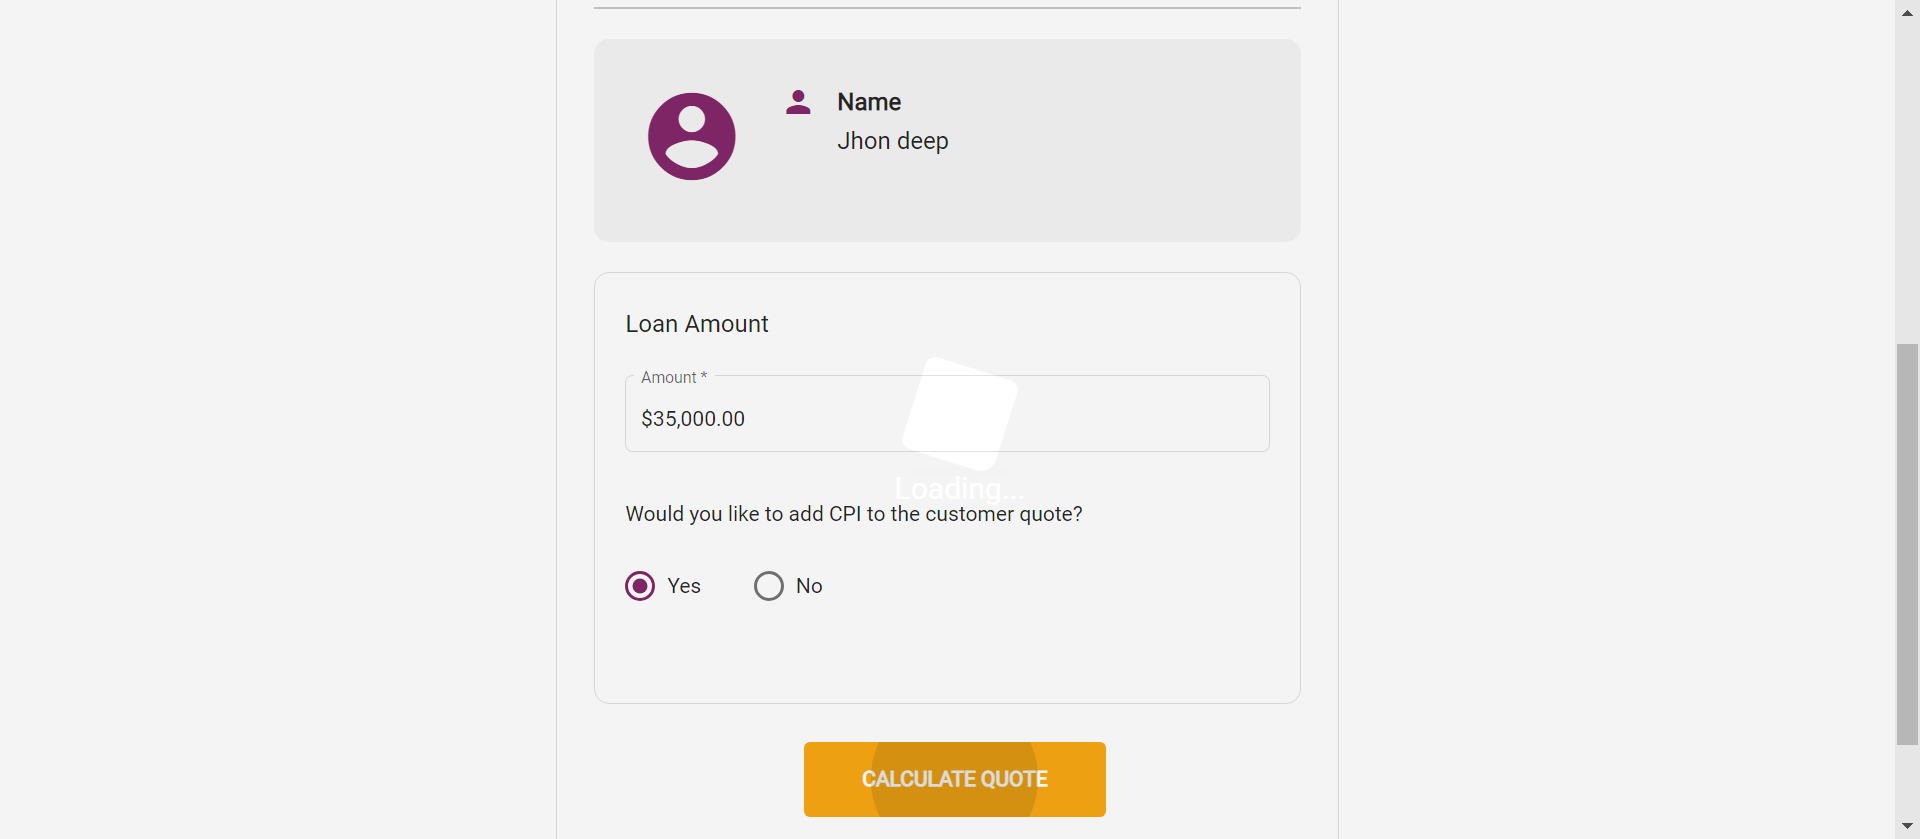 Name
Jhon deep
Loan Amount
Amount *
$35,000.00
Loading...
Would you like to add CPI to the customer quote?
Yes
No
CALCULATE QUOTE